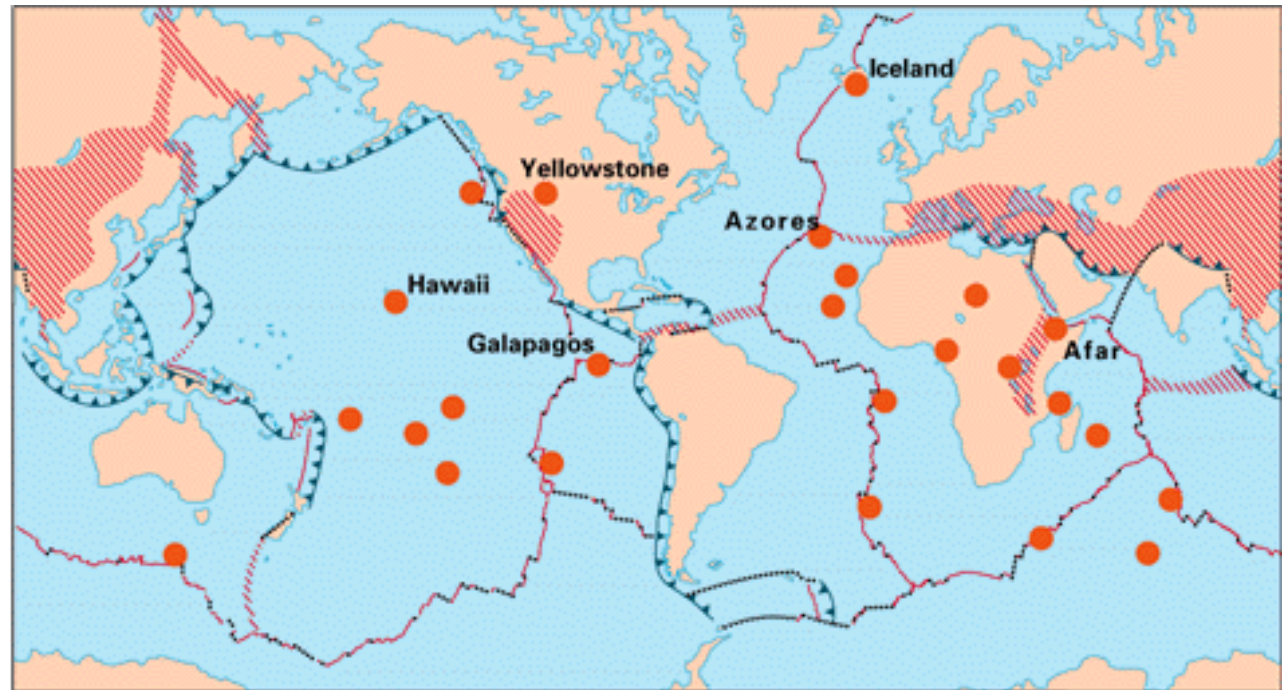 Iceland
Yellowstone
Azores
Hawaii
Galapagos
Afar